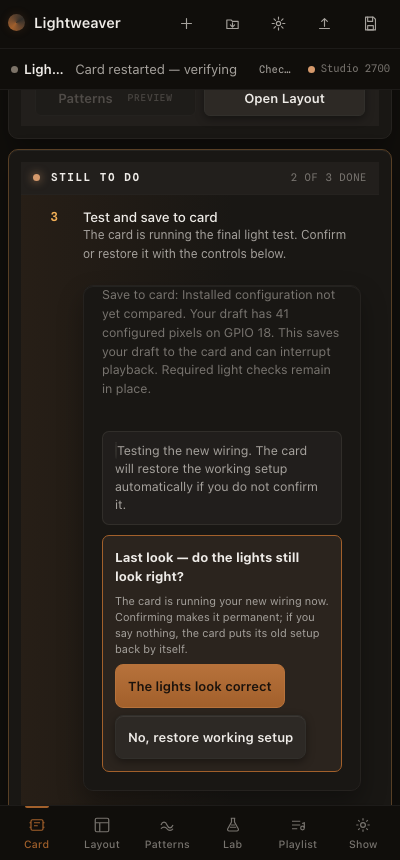 Lightweaver
Ligh... Card restarted — verifying Chec... Studio 2700
Patterns PREVIEW Open Layout
STILL TO DO 2 OF 3 DONE
3 Test and save to card
The card is running the final light test. Confirm
or restore it with the controls below.
Save to card: Installed configuration not
yet compared. Your draft has 41
configured pixels on GPIO 18. This saves
your draft to the card and can interrupt
playback. Required light checks remain
in place.
Testing the new wiring. The card
will restore the working setup
automatically if you do not confirm
it.
Last look — do the lights still
look right?
The card is running your new wiring now.
Confirming makes it permanent; if you
say nothing, the card puts its old setup
back by itself.
The lights look correct
No, restore working setup
Card Layout Patterns Lab Playlist Show